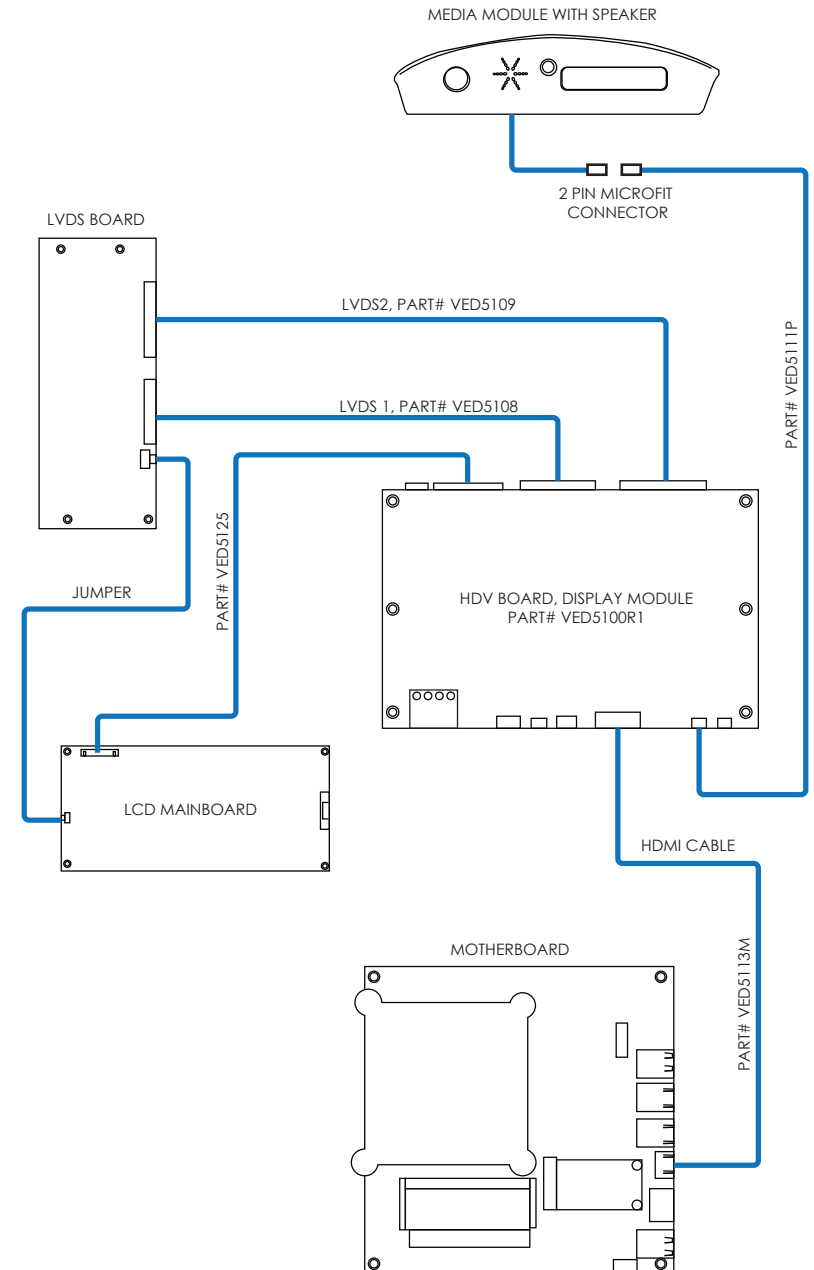 MEDIA MODULE WITH SPEAKER
2 PIN MICROFIT
CONNECTOR
LVDS BOARD
LVDS2, PART# VED5109
PART# VED5111P
LVDS 1, PART# VED5108
PART# VED5125
JUMPER
HDV BOARD, DISPLAY MODULE
PART# VED5100R1
LCD MAINBOARD
HDMI CABLE
PART# VED5113M
MOTHERBOARD